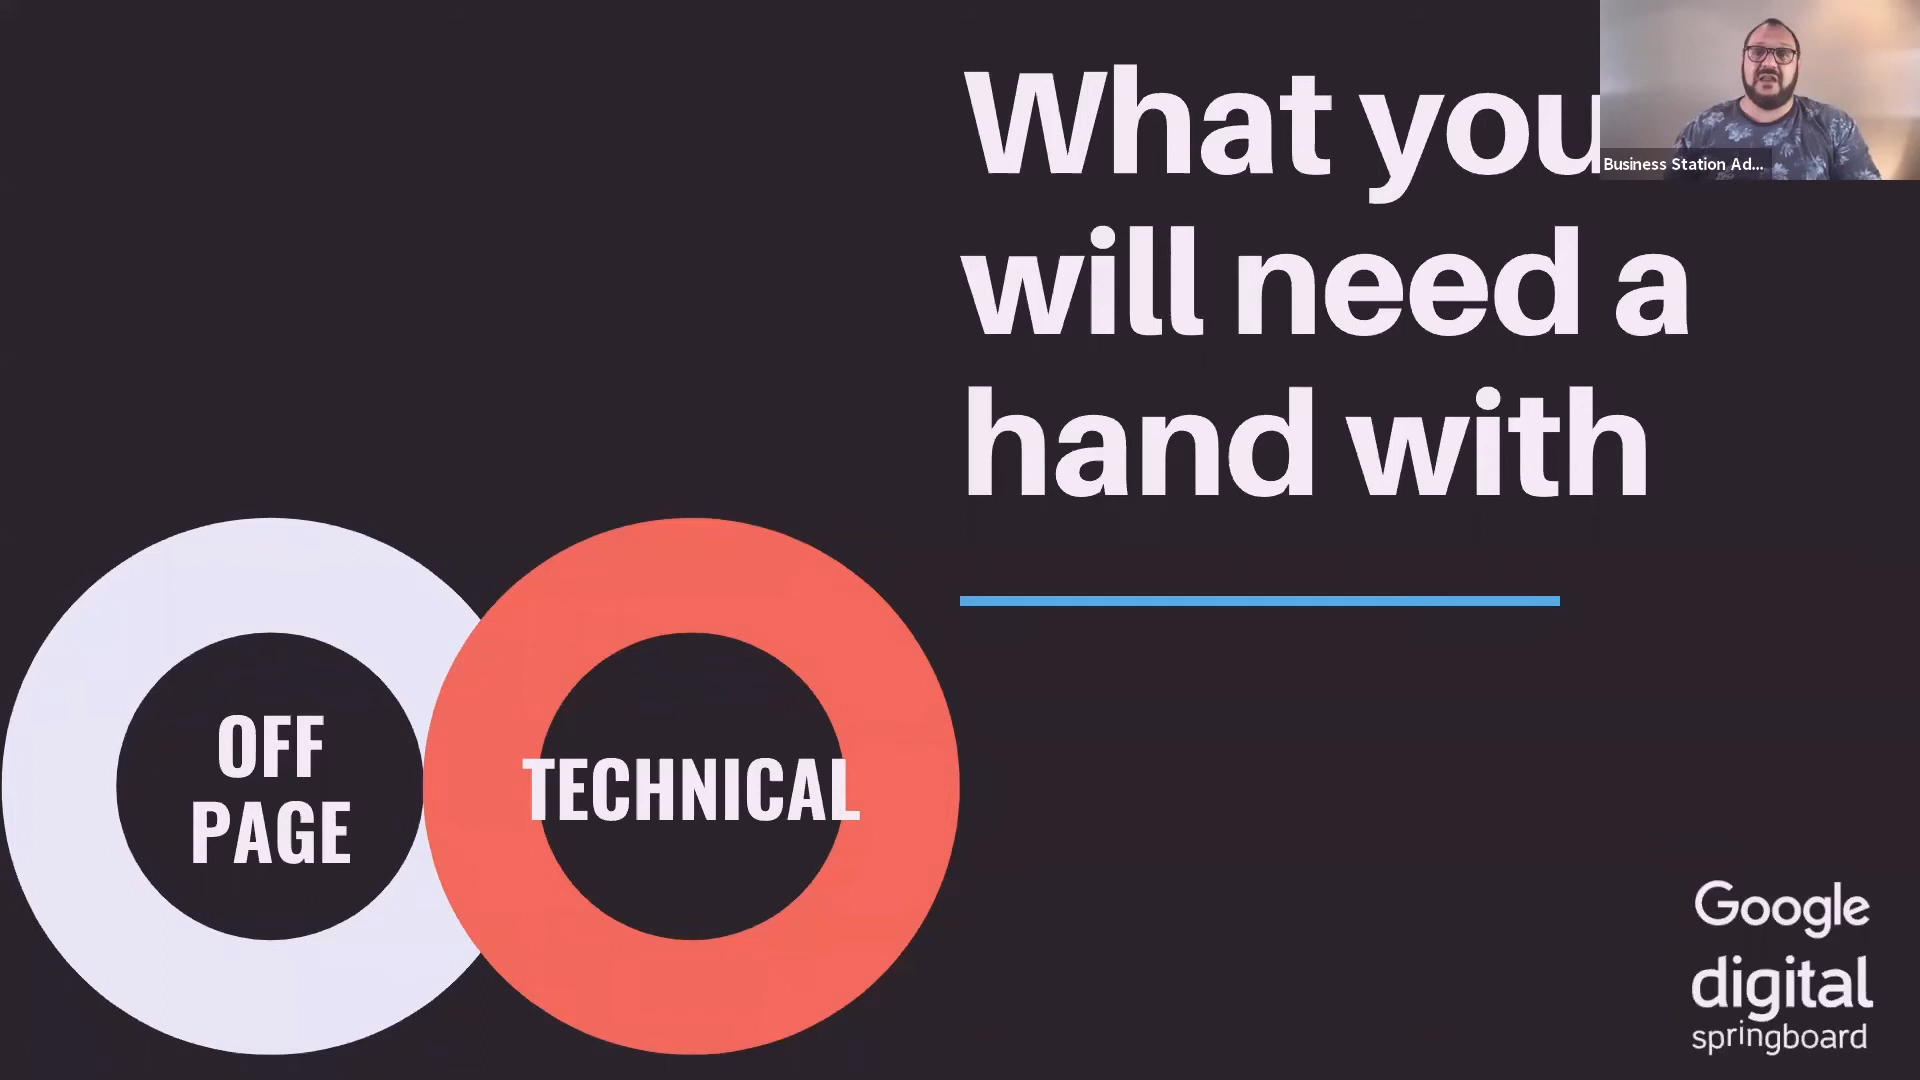 What you
will need a
hand with
Business Station Ad...
OFF
PAGE
TECHNICAL
Google
digital
springboard